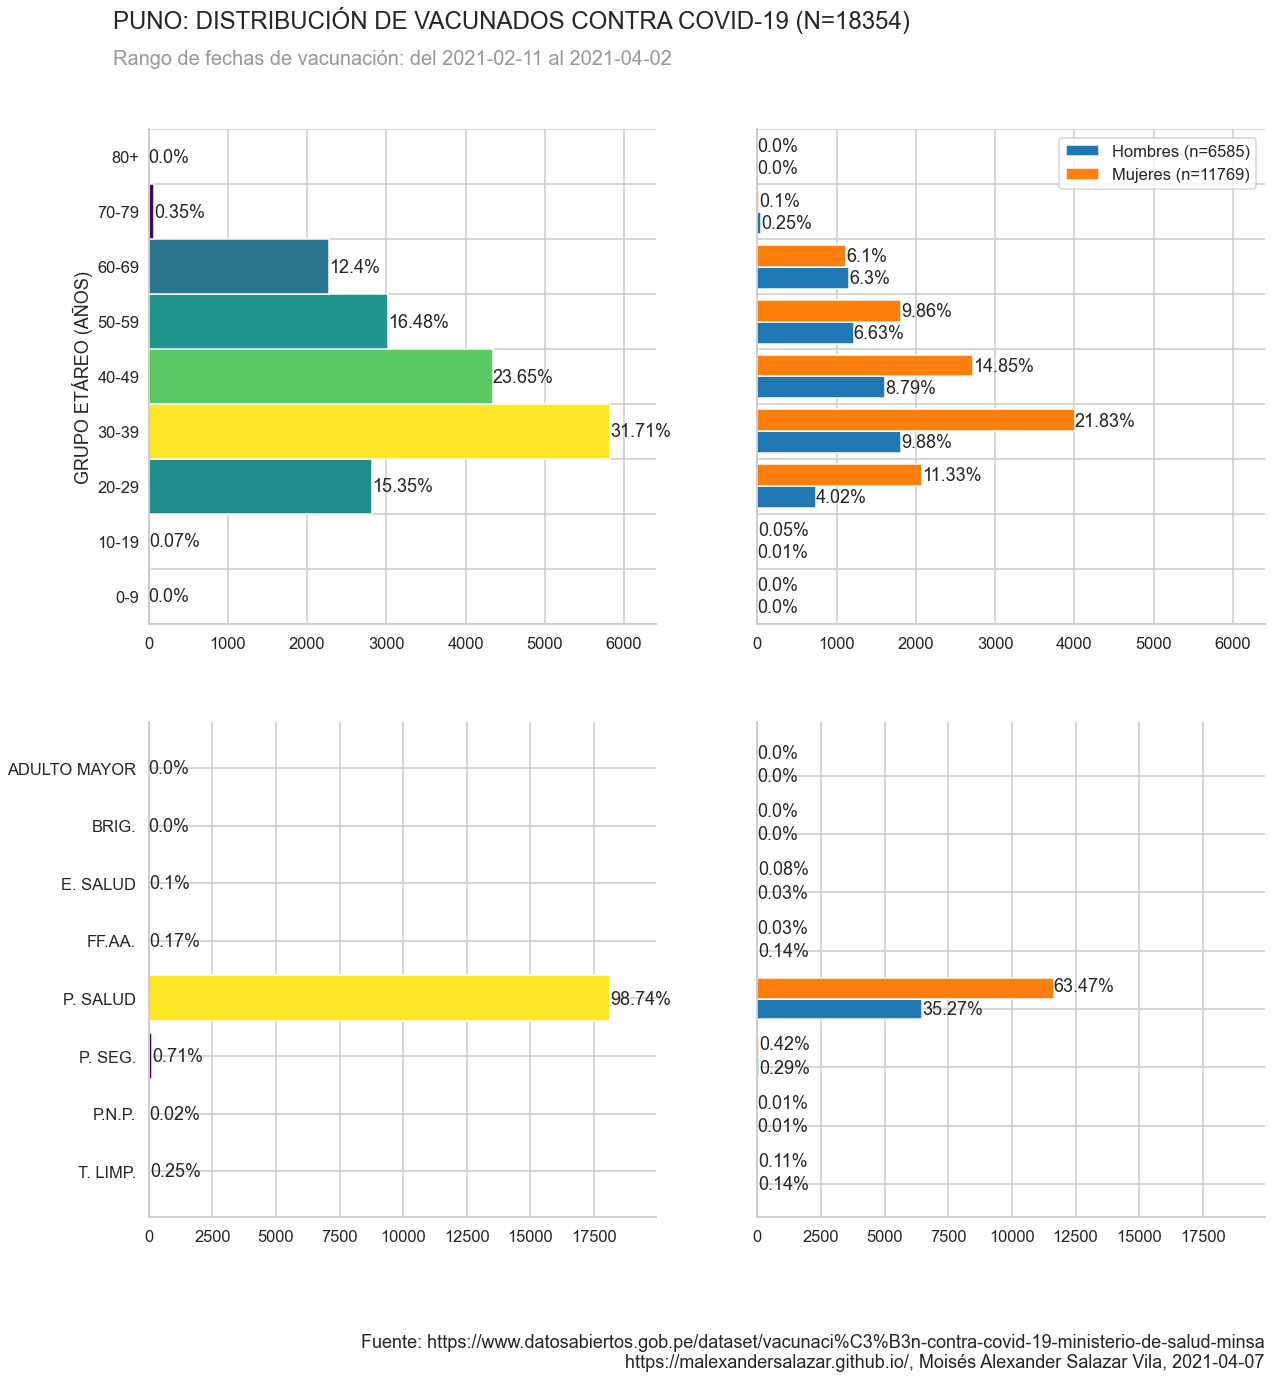 PUNO: DISTRIBUCIÓN DE VACUNADOS CONTRA COVID-19 (N=18354)
Rango de fechas de vacunación: del 2021-02-11 al 2021-04-02
GRUPO ETÁREO (AÑOS)
80+ 0.0%
70-79 0.35%
60-69 12.4%
50-59 16.48%
40-49 23.65%
30-39 31.71%
20-29 15.35%
10-19 0.07%
0-9 0.0%
0 1000 2000 3000 4000 5000 6000
Hombres (n=6585)
Mujeres (n=11769)
0.0%
0.0%
0.1%
0.25%
6.1%
6.3%
9.86%
6.63%
14.85%
8.79%
21.83%
9.88%
11.33%
4.02%
0.05%
0.01%
0.0%
0.0%
0 1000 2000 3000 4000 5000 6000
ADULTO MAYOR 0.0%
BRIG. 0.0%
E. SALUD 0.1%
FF.AA. 0.17%
P. SALUD 98.74%
P. SEG. 0.71%
P.N.P. 0.02%
T. LIMP. 0.25%
0 2500 5000 7500 10000 12500 15000 17500
0.0%
0.0%
0.0%
0.0%
0.08%
0.03%
0.03%
0.14%
63.47%
35.27%
0.42%
0.29%
0.01%
0.01%
0.11%
0.14%
0 2500 5000 7500 10000 12500 15000 17500
Fuente: https://www.datosabiertos.gob.pe/dataset/vacunaci%C3%B3n-contra-covid-19-ministerio-de-salud-minsa
https://malexandersalazar.github.io/, Moisés Alexander Salazar Vila, 2021-04-07